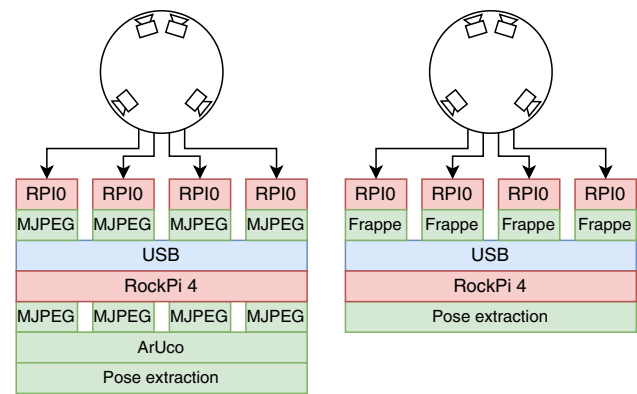 RPI0 RPI0 RPI0 RPI0
MJPEG MJPEG MJPEG MJPEG
USB
RockPi 4
MJPEG MJPEG MJPEG MJPEG
ArUco
Pose extraction
RPI0 RPI0 RPI0 RPI0
Frappe Frappe Frappe Frappe
USB
RockPi 4
Pose extraction